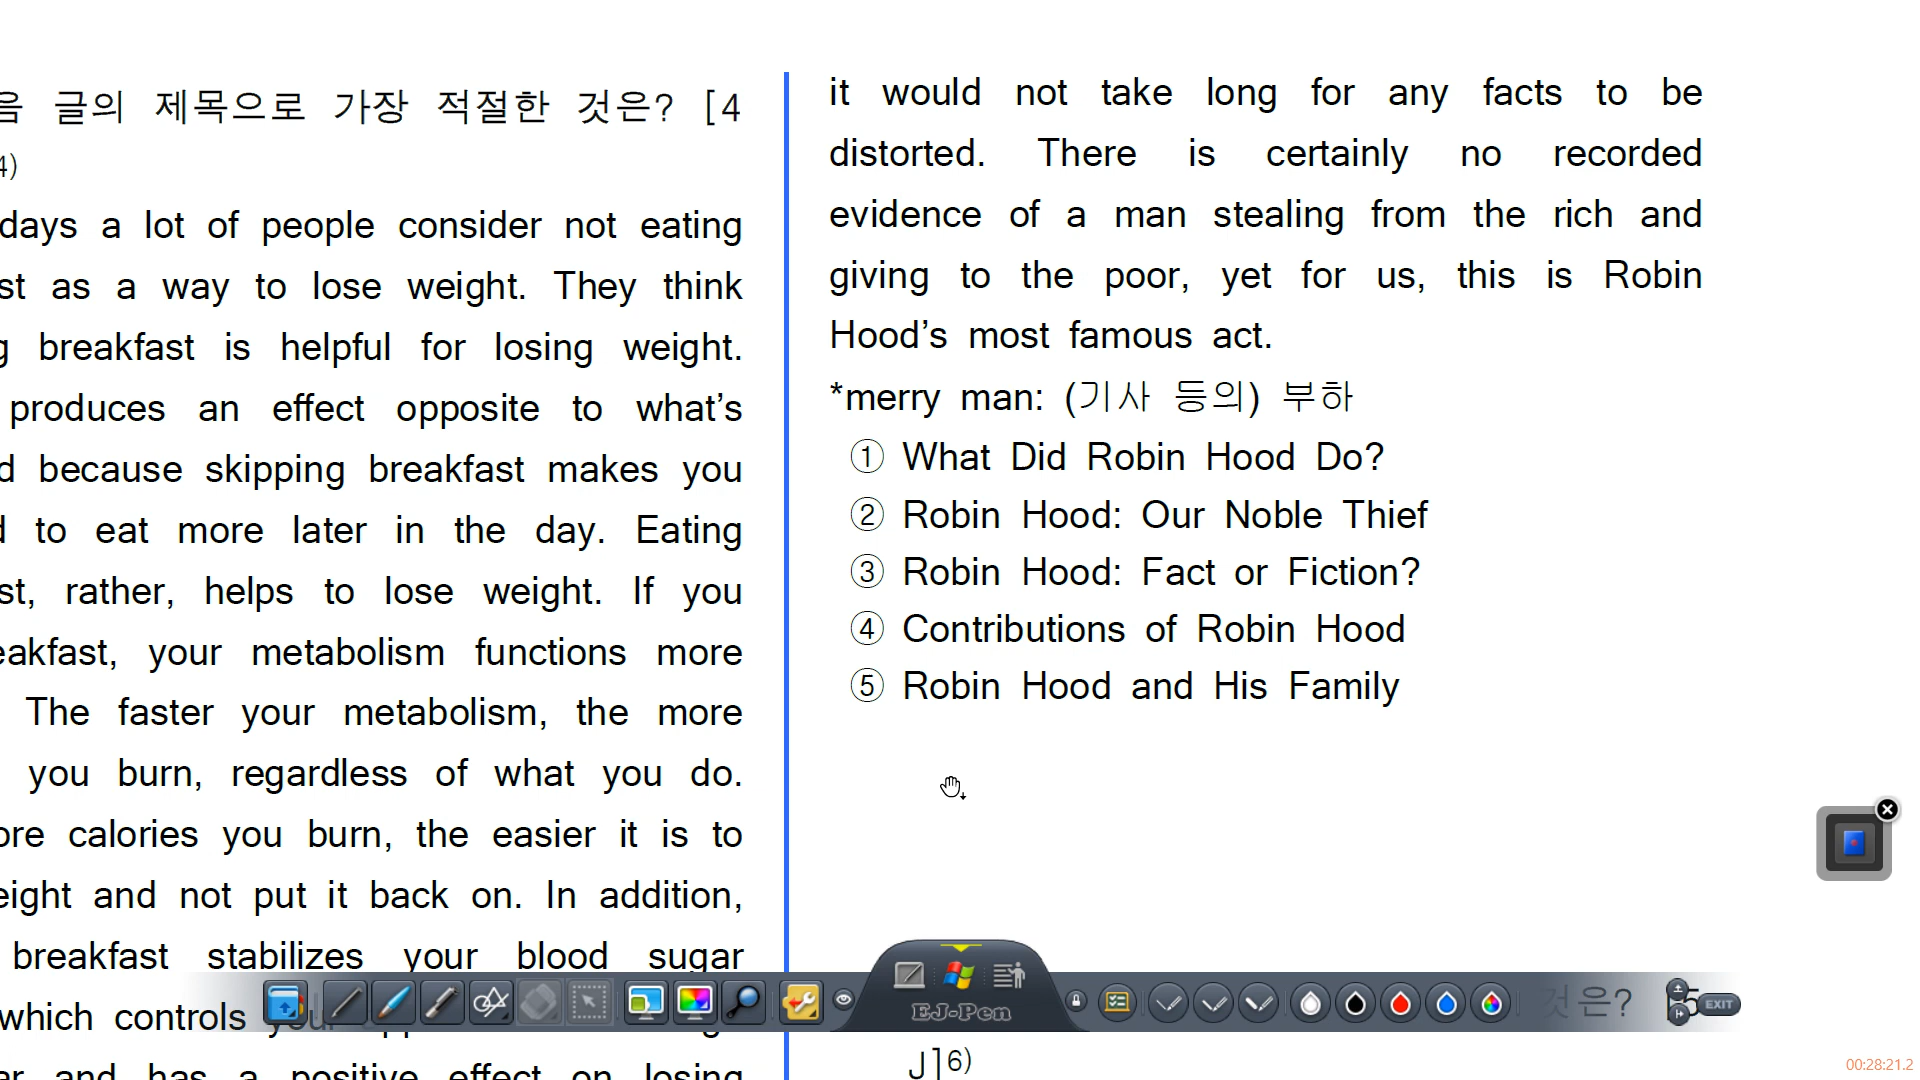 음 글의 제목으로 가장 적절한 것은? [4
4)
days a lot of people consider not eating
st as a way to lose weight. They think
g breakfast is helpful for losing weight.
produces an effect opposite to what's
d because skipping breakfast makes you
d to eat more later in the day. Eating
st, rather, helps to lose weight. If you
eakfast, your metabolism functions more
The faster your metabolism, the more
you burn, regardless of what you do.
ore calories you burn, the easier it is to
eight and not put it back on. In addition,
breakfast stabilizes your blood sugar
which controls your
ar and has a positive effect on losing
it would not take long for any facts to be
distorted. There is certainly no recorded
evidence of a man stealing from the rich and
giving to the poor, yet for us, this is Robin
Hood's most famous act.
*merry man: (기사 등의) 부하
① What Did Robin Hood Do?
② Robin Hood: Our Noble Thief
③ Robin Hood: Fact or Fiction?
④ Contributions of Robin Hood
⑤ Robin Hood and His Family
것은? [5
]6)
EJ-Pen
EXIT
00:28:21.2